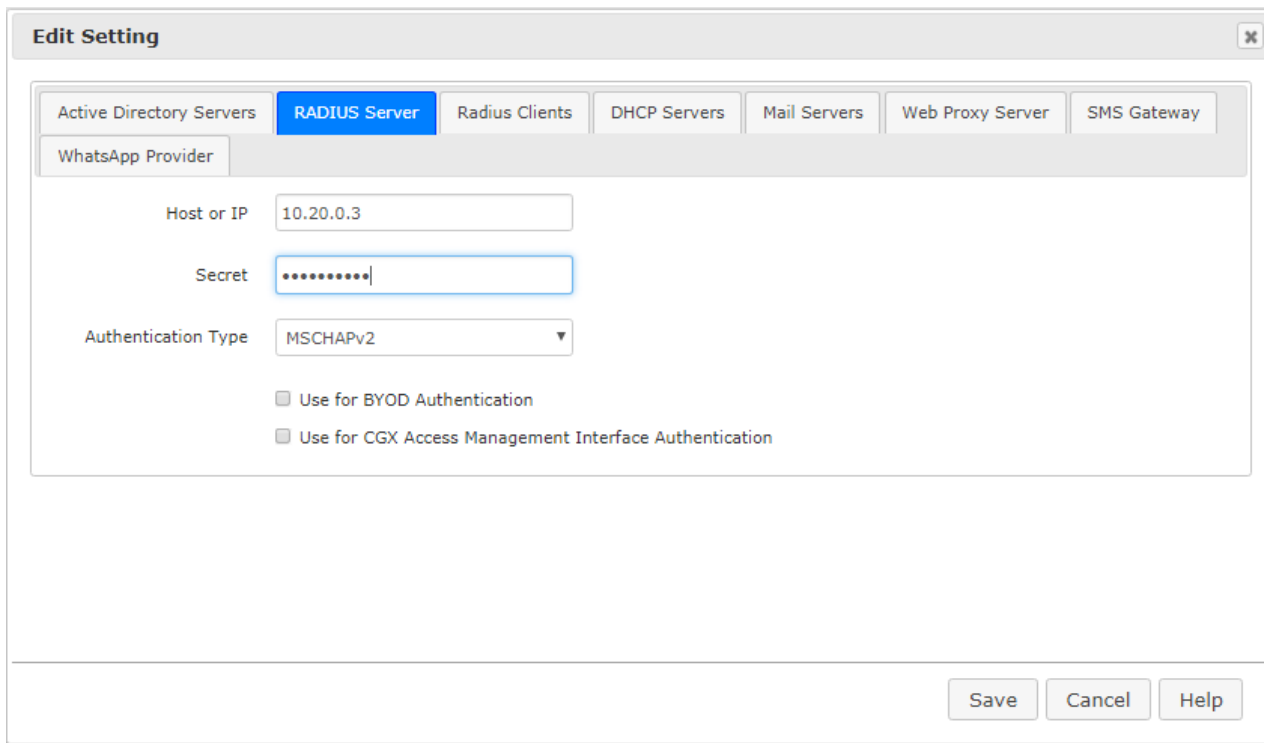 Edit Setting
Active Directory Servers RADIUS Server Radius Clients DHCP Servers Mail Servers Web Proxy Server SMS Gateway
WhatsApp Provider
Host or IP 10.20.0.3
Secret ••••••••••
Authentication Type MSCHAPv2
Use for BYOD Authentication
Use for CGX Access Management Interface Authentication
Save Cancel Help